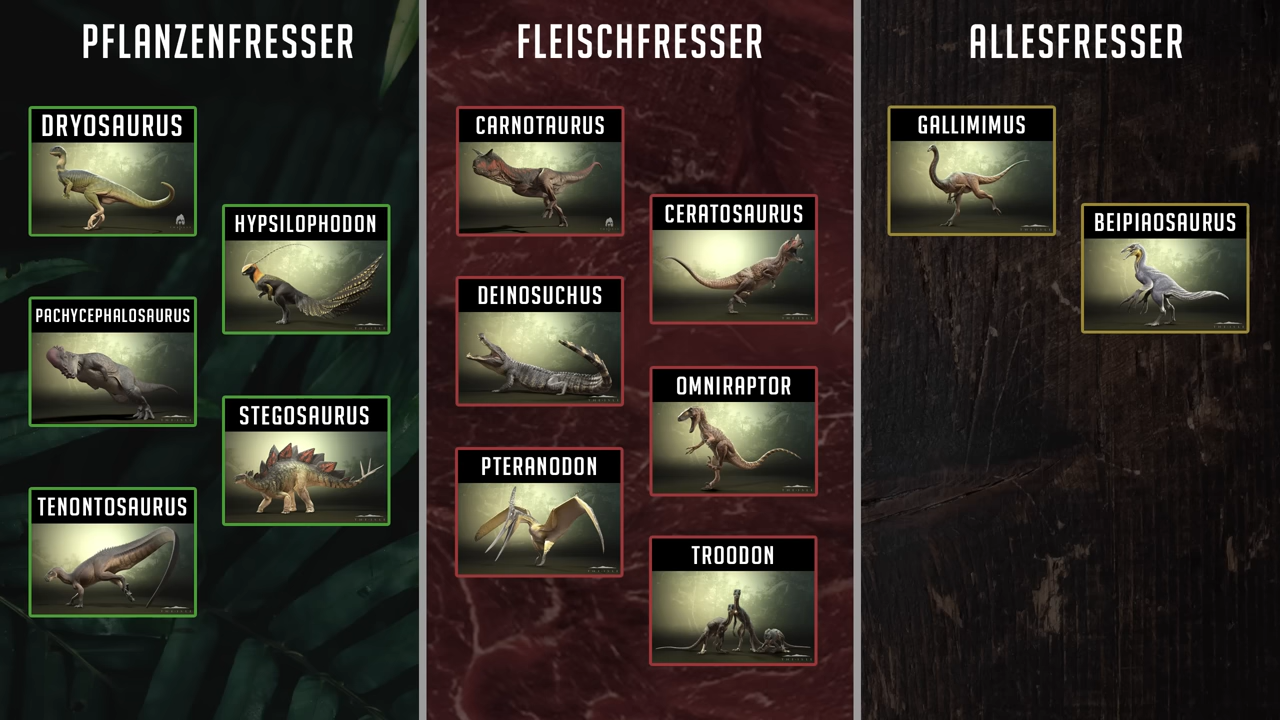 PFLANZENFRESSER
DRYOSAURUS
HYPSILOPHODON
PACHYCEPHALOSAURUS
STEGOSAURUS
TENONTOSAURUS
FLEISCHFRESSER
CARNOTAURUS
CERATOSAURUS
DEINOSUCHUS
OMNIRAPTOR
PTERANODON
TROODON
ALLESFRESSER
GALLIMIMUS
BEIPIAOSAURUS